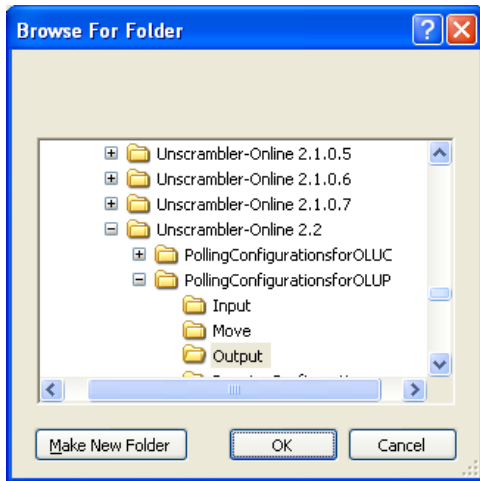 Browse For Folder
Unscrambler-Online 2.1.0.5
Unscrambler-Online 2.1.0.6
Unscrambler-Online 2.1.0.7
Unscrambler-Online 2.2
PollingConfigurationsforOLUC
PollingConfigurationsforOLUP
Input
Move
Output
Make New Folder OK Cancel